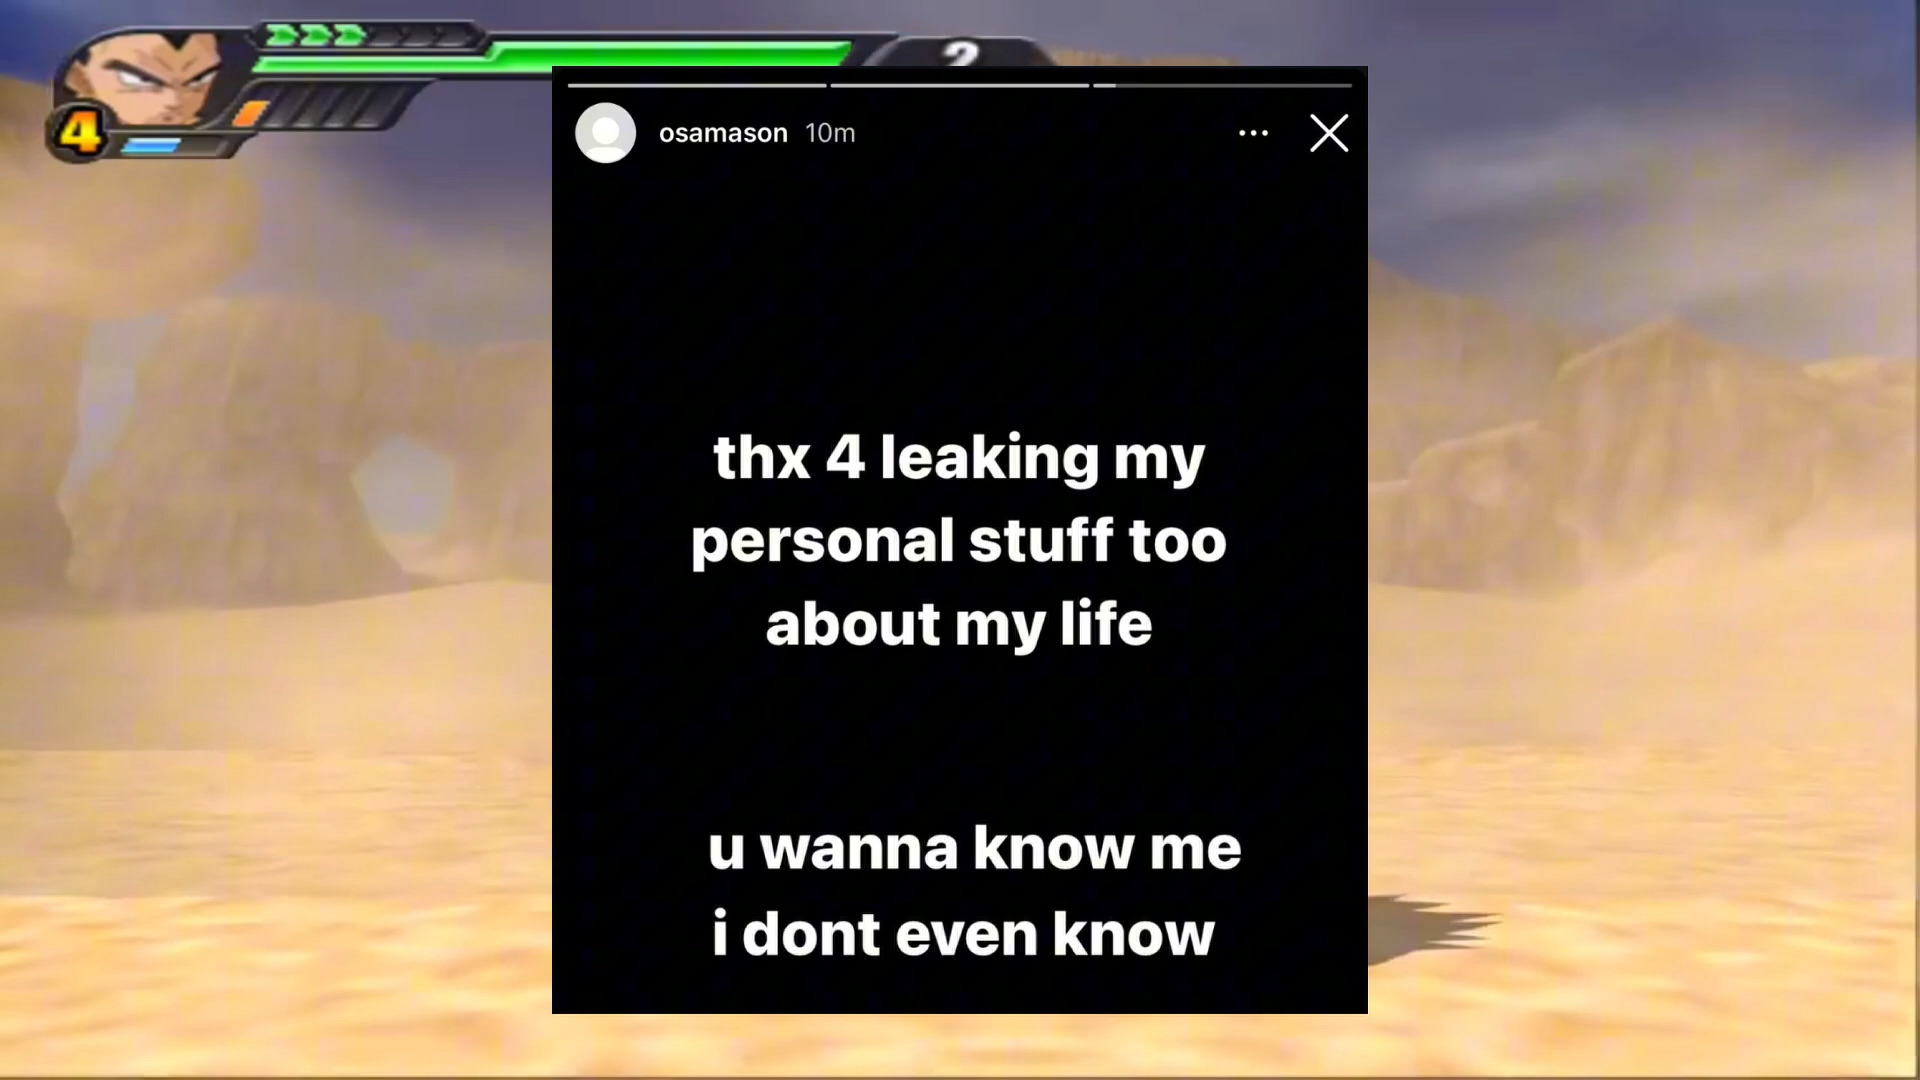 2
4
osamason 10m
thx 4 leaking my
personal stuff too
about my life
u wanna know me
i dont even know